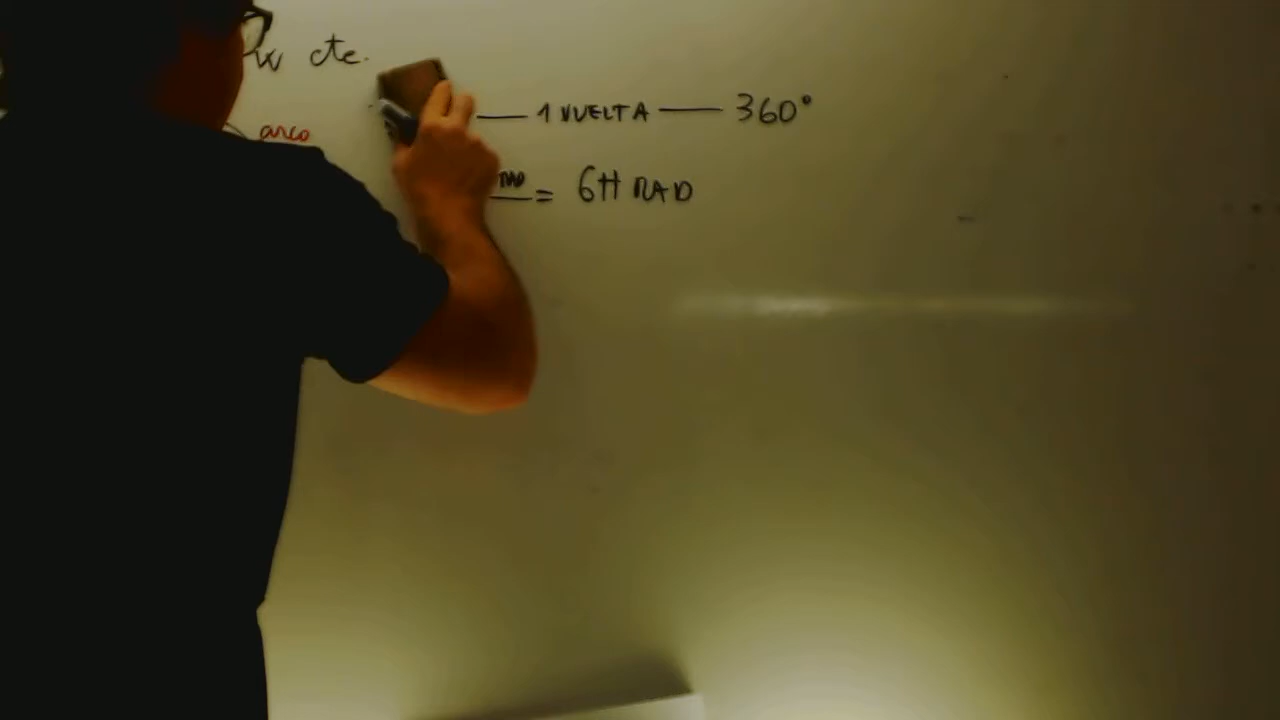 w cte.
— 1 VUELTA — 360°
arco
= 6π RAD